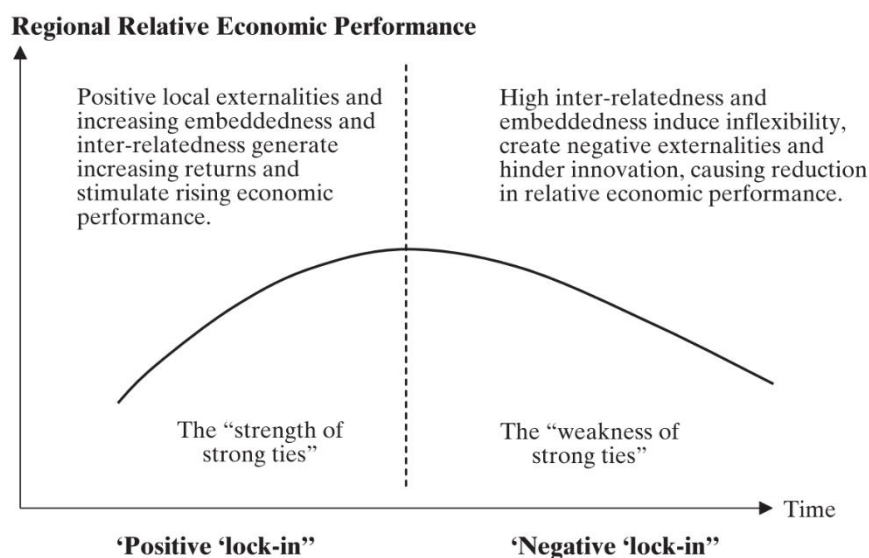 Regional Relative Economic Performance
Positive local externalities and
increasing embeddedness and
inter-relatedness generate
increasing returns and
stimulate rising economic
performance.
High inter-relatedness and
embeddedness induce inflexibility,
create negative externalities and
hinder innovation, causing reduction
in relative economic performance.
The “strength of
strong ties”
The “weakness of
strong ties”
Time
‘Positive ‘lock-in’’
‘Negative ‘lock-in’’